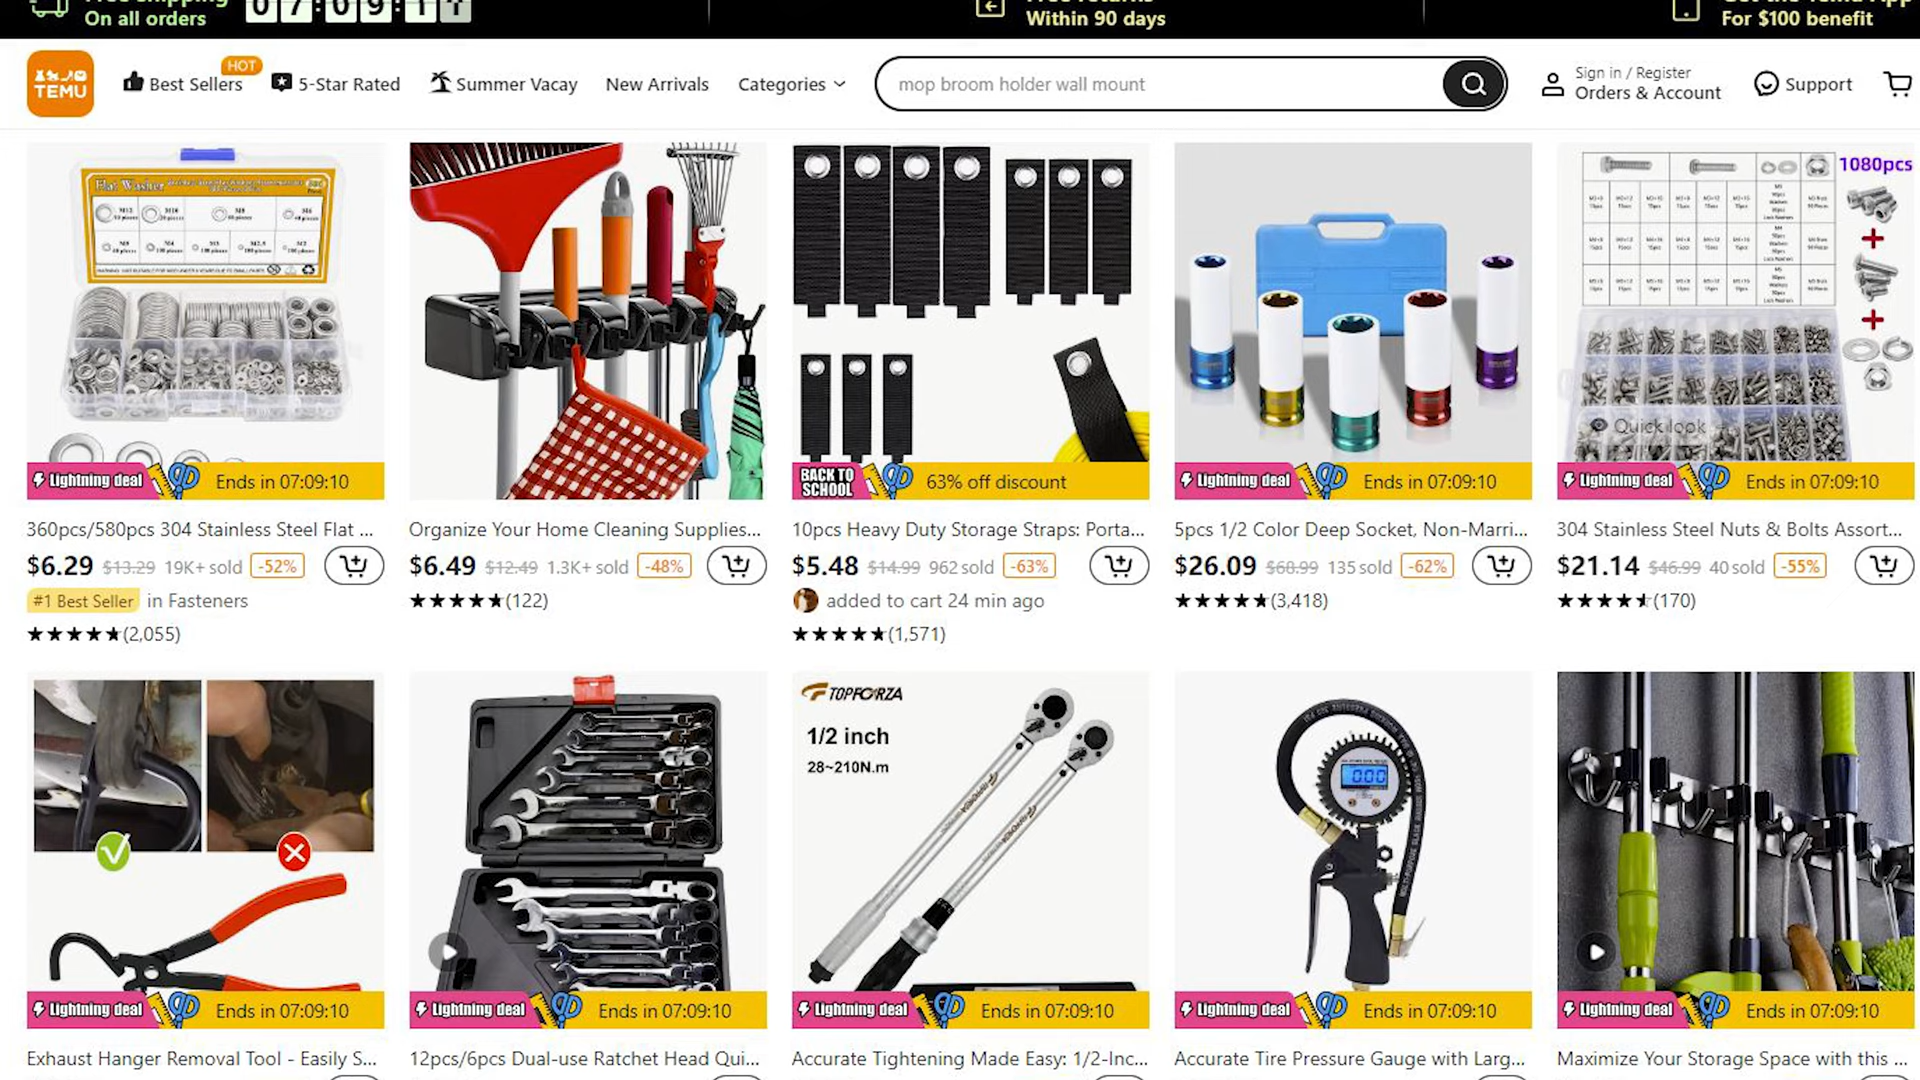 On all orders
Within 90 days
For $100 benefit
TEMU
Best Sellers
HOT
5-Star Rated
Summer Vacay
New Arrivals
Categories
mop broom holder wall mount
Sign in / Register
Orders & Account
Support
Flat Washer
1080pcs
Quick look
Lightning deal
Ends in 07:09:10
BACK TO
SCHOOL
63% off discount
Lightning deal
Ends in 07:09:10
Lightning deal
Ends in 07:09:10
360pcs/580pcs 304 Stainless Steel Flat ...
$6.29 $13.29 19K+ sold -52%
#1 Best Seller in Fasteners
(2,055)
Organize Your Home Cleaning Supplies...
$6.49 $12.49 1.3K+ sold -48%
(122)
10pcs Heavy Duty Storage Straps: Porta...
$5.48 $14.99 962 sold -63%
added to cart 24 min ago
(1,571)
5pcs 1/2 Color Deep Socket, Non-Marri...
$26.09 $68.99 135 sold -62%
(3,418)
304 Stainless Steel Nuts & Bolts Assort...
$21.14 $46.99 40 sold -55%
(170)
TOPFORZA
1/2 inch
28~210N.m
Lightning deal
Ends in 07:09:10
Lightning deal
Ends in 07:09:10
Lightning deal
Ends in 07:09:10
Lightning deal
Ends in 07:09:10
Lightning deal
Ends in 07:09:10
Exhaust Hanger Removal Tool - Easily S...
12pcs/6pcs Dual-use Ratchet Head Qui...
Accurate Tightening Made Easy: 1/2-Inc...
Accurate Tire Pressure Gauge with Larg...
Maximize Your Storage Space with this ...